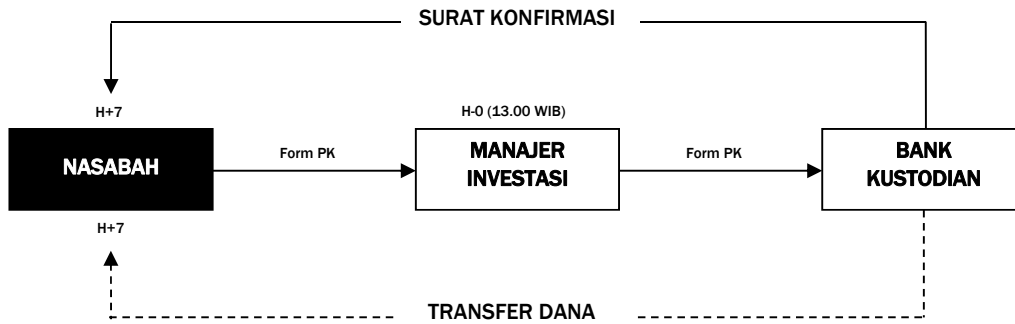 SURAT KONFIRMASI
H+7
H-0 (13.00 WIB)
NASABAH
Form PK
MANAJER
INVESTASI
Form PK
BANK
KUSTODIAN
H+7
TRANSFER DANA